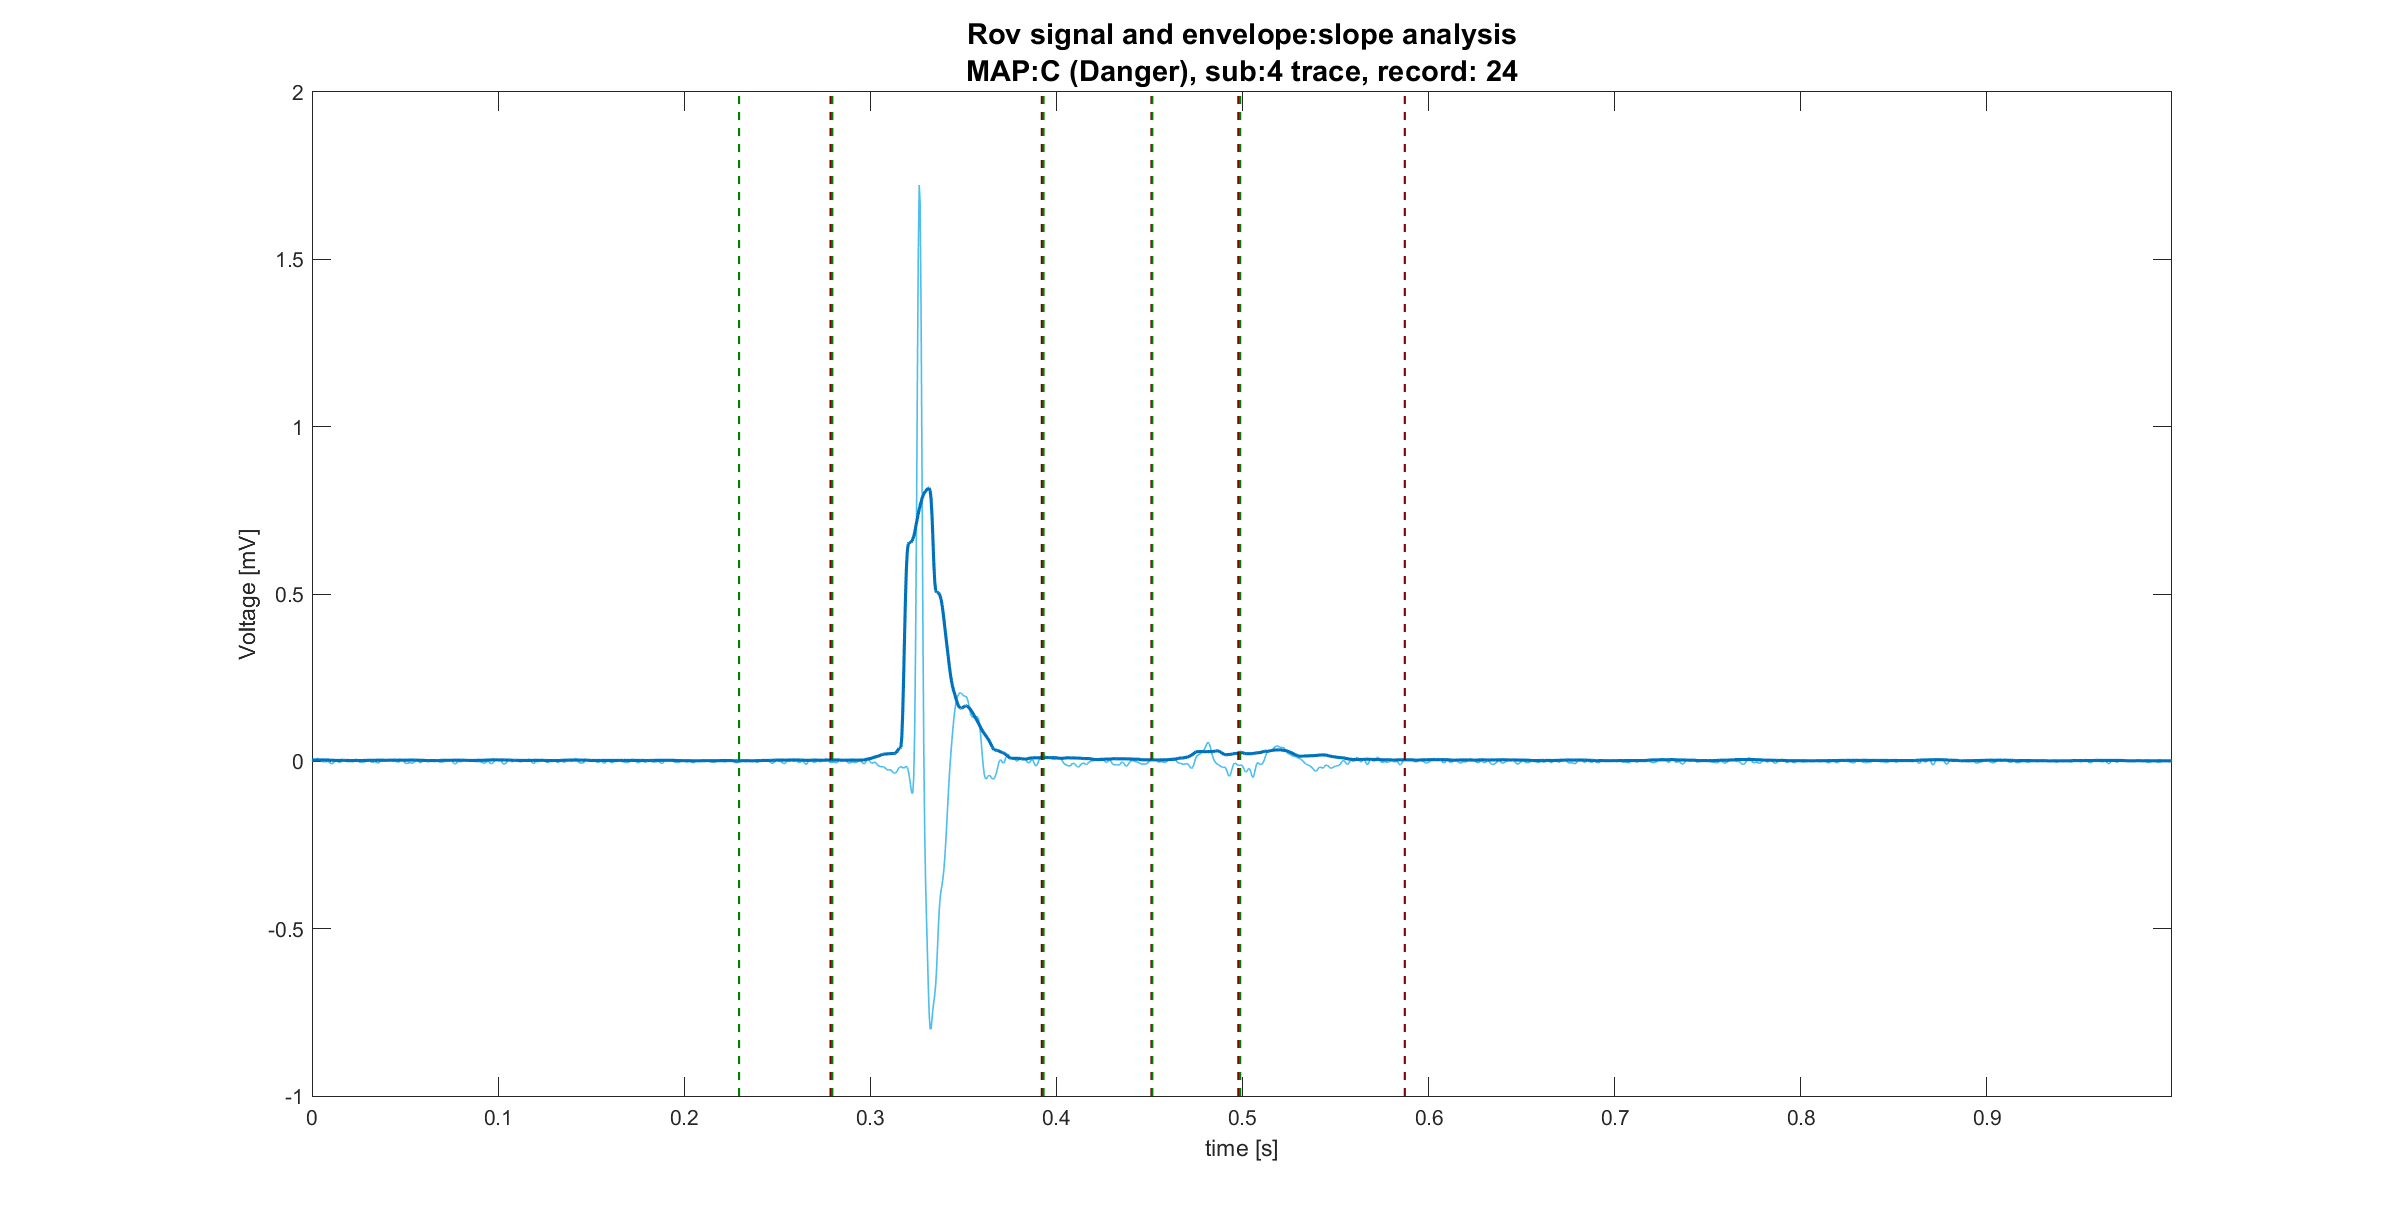 Rov signal and envelope:slope analysis
MAP:C (Danger), sub:4 trace, record: 24
2
1.5
1
0.5
0
-0.5
-1
Voltage [mV]
0 0.1 0.2 0.3 0.4 0.5 0.6 0.7 0.8 0.9
time [s]